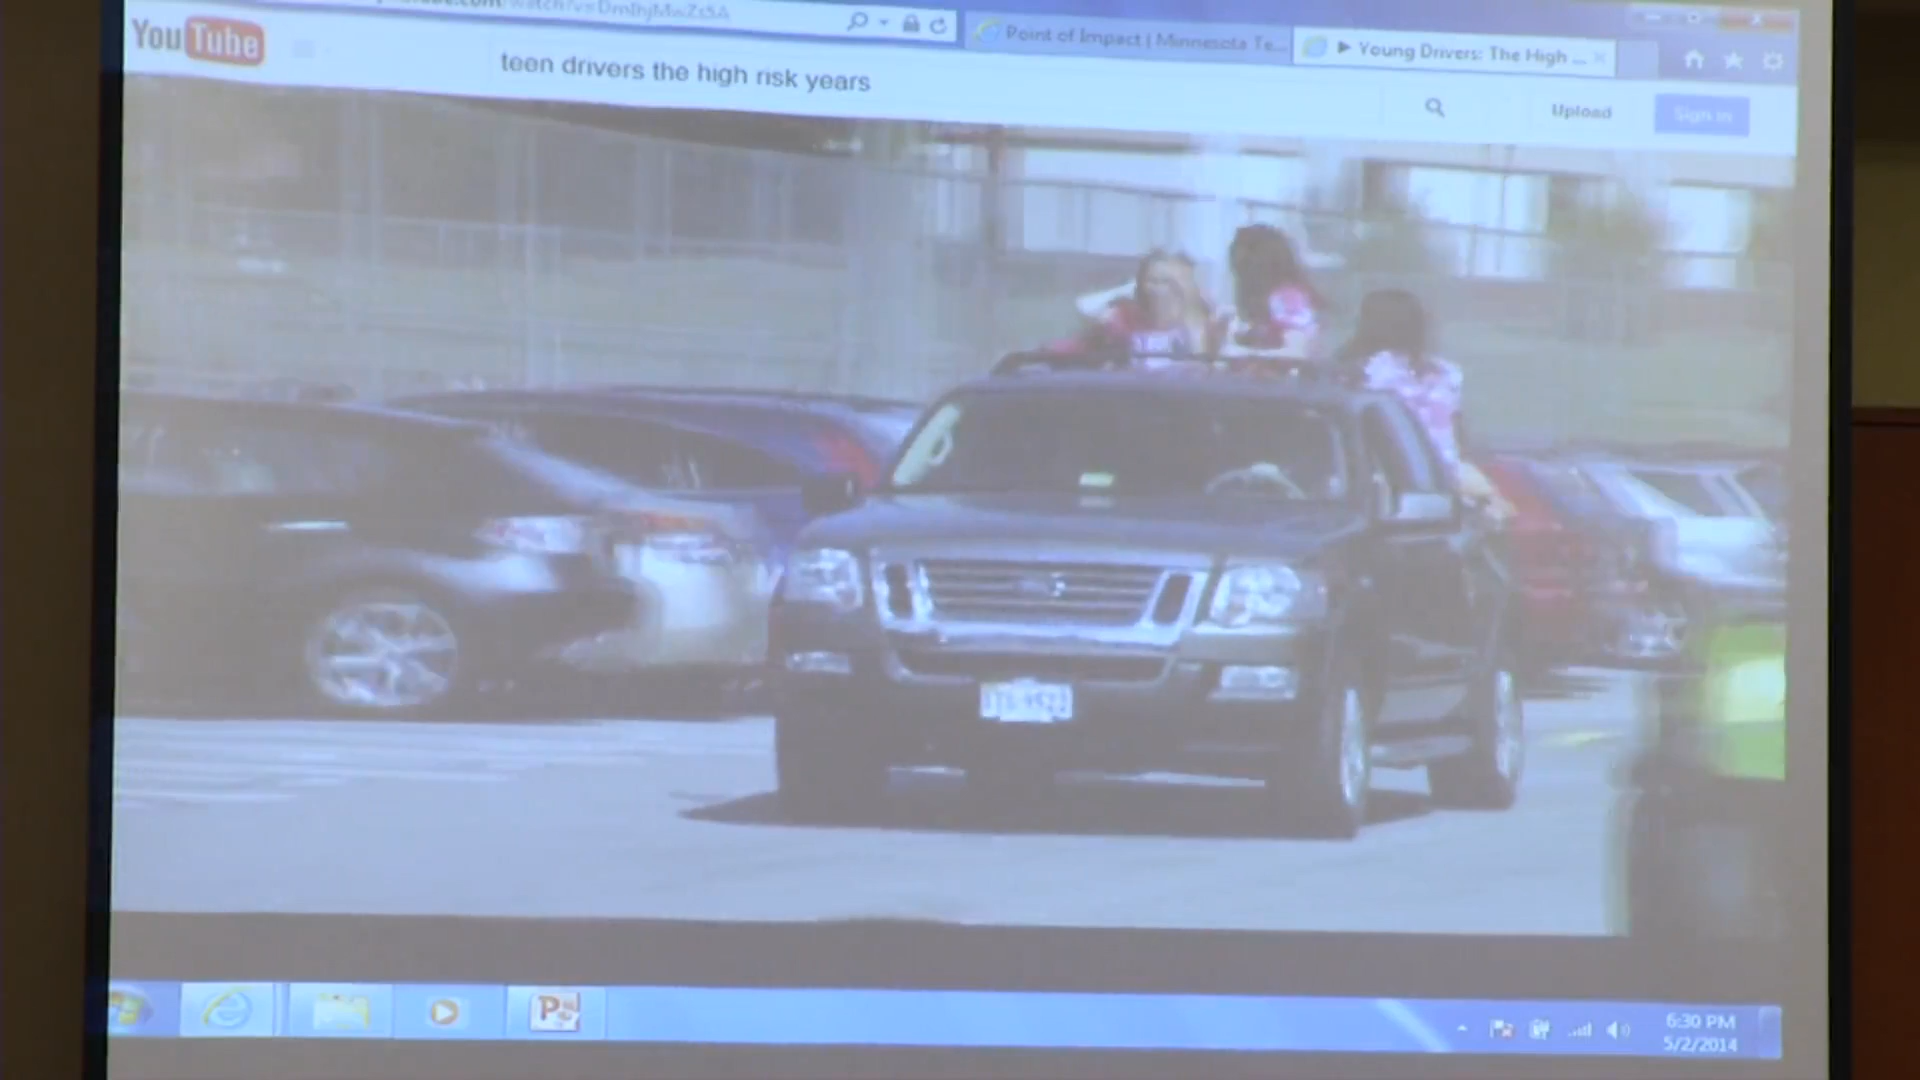 YouTube
teen drivers the high risk years
Point of Impact | Minnesota Te...
Young Drivers: The High ...
Upload
Sign in
6:30 PM
5/2/2014